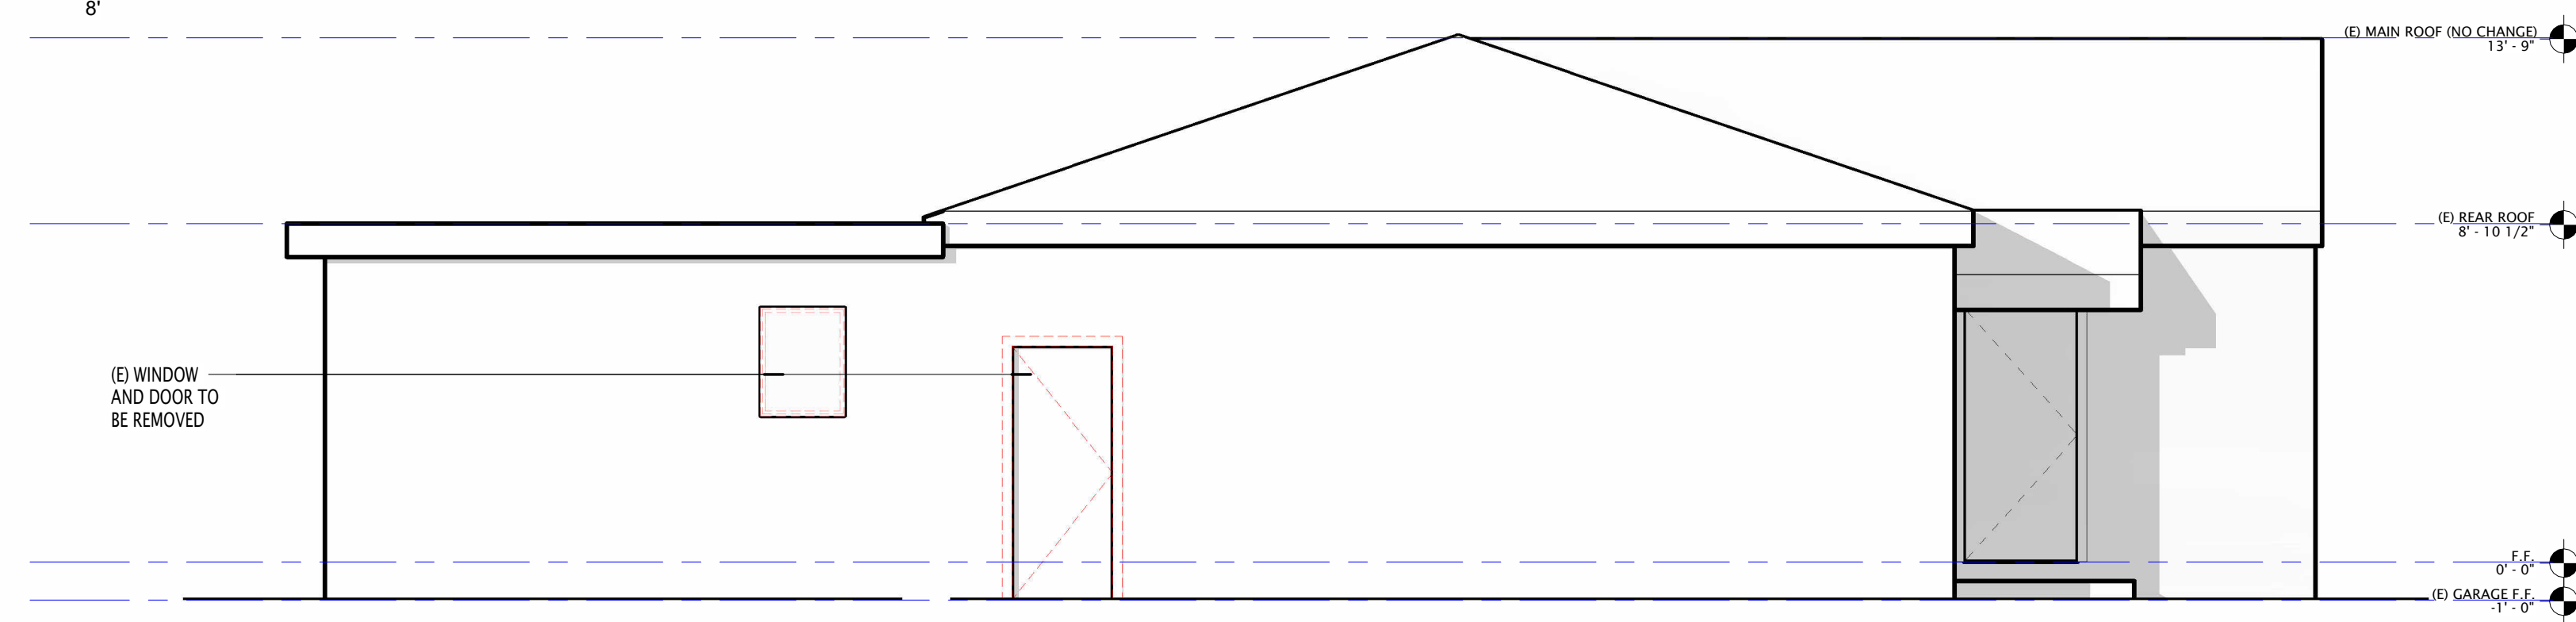 8'
(E) MAIN ROOF (NO CHANGE)
13' - 9"
(E) REAR ROOF
8' - 10 1/2"
(E) WINDOW
AND DOOR TO
BE REMOVED
F.F.
0' - 0"
(E) GARAGE F.F.
-1' - 0"